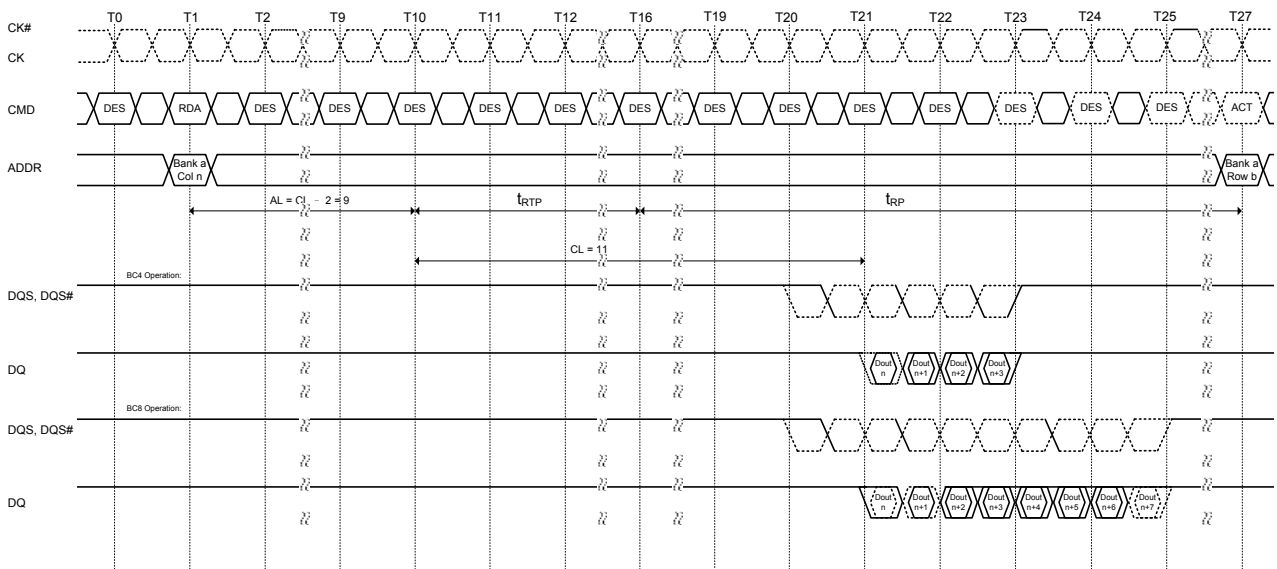 T0 T1 T2 T9 T10 T11 T12 T16 T19 T20 T21 T22 T23 T24 T25 T27
CK#
CK
CMD DES RDA DES DES DES DES DES DES DES DES DES DES DES DES DES ACT
ADDR
Bank a
Col n
Bank a
Row b
AL = CL - 2 = 9
tRTP
tRP
CL = 11
BC4 Operation:
DQS, DQS#
DQ
Dout
n
Dout
n+1
Dout
n+2
Dout
n+3
BC8 Operation:
DQS, DQS#
DQ
Dout
n
Dout
n+1
Dout
n+2
Dout
n+3
Dout
n+4
Dout
n+5
Dout
n+6
Dout
n+7